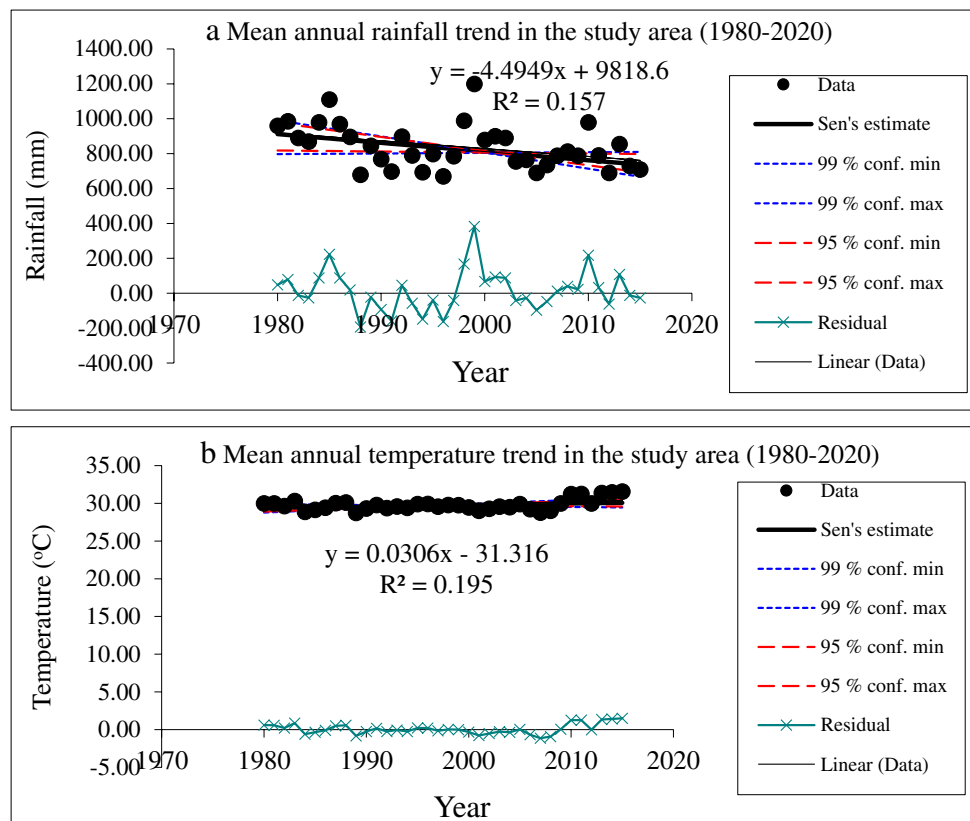 a Mean annual rainfall trend in the study area (1980-2020)
y = -4.4949x + 9818.6
R² = 0.157
1400.00
1200.00
1000.00
800.00
600.00
400.00
200.00
0.00
-200.00
-400.00
Rainfall (mm)
1970
1980
1990
2000
2010
2020
Year
Data
Sen's estimate
99 % conf. min
99 % conf. max
95 % conf. min
95 % conf. max
Residual
Linear (Data)
b Mean annual temperature trend in the study area (1980-2020)
y = 0.0306x - 31.316
R² = 0.195
35.00
30.00
25.00
20.00
15.00
10.00
5.00
0.00
-5.00
Temperature (°C)
1970
1980
1990
2000
2010
2020
Year
Data
Sen's estimate
99 % conf. min
99 % conf. max
95 % conf. min
95 % conf. max
Residual
Linear (Data)